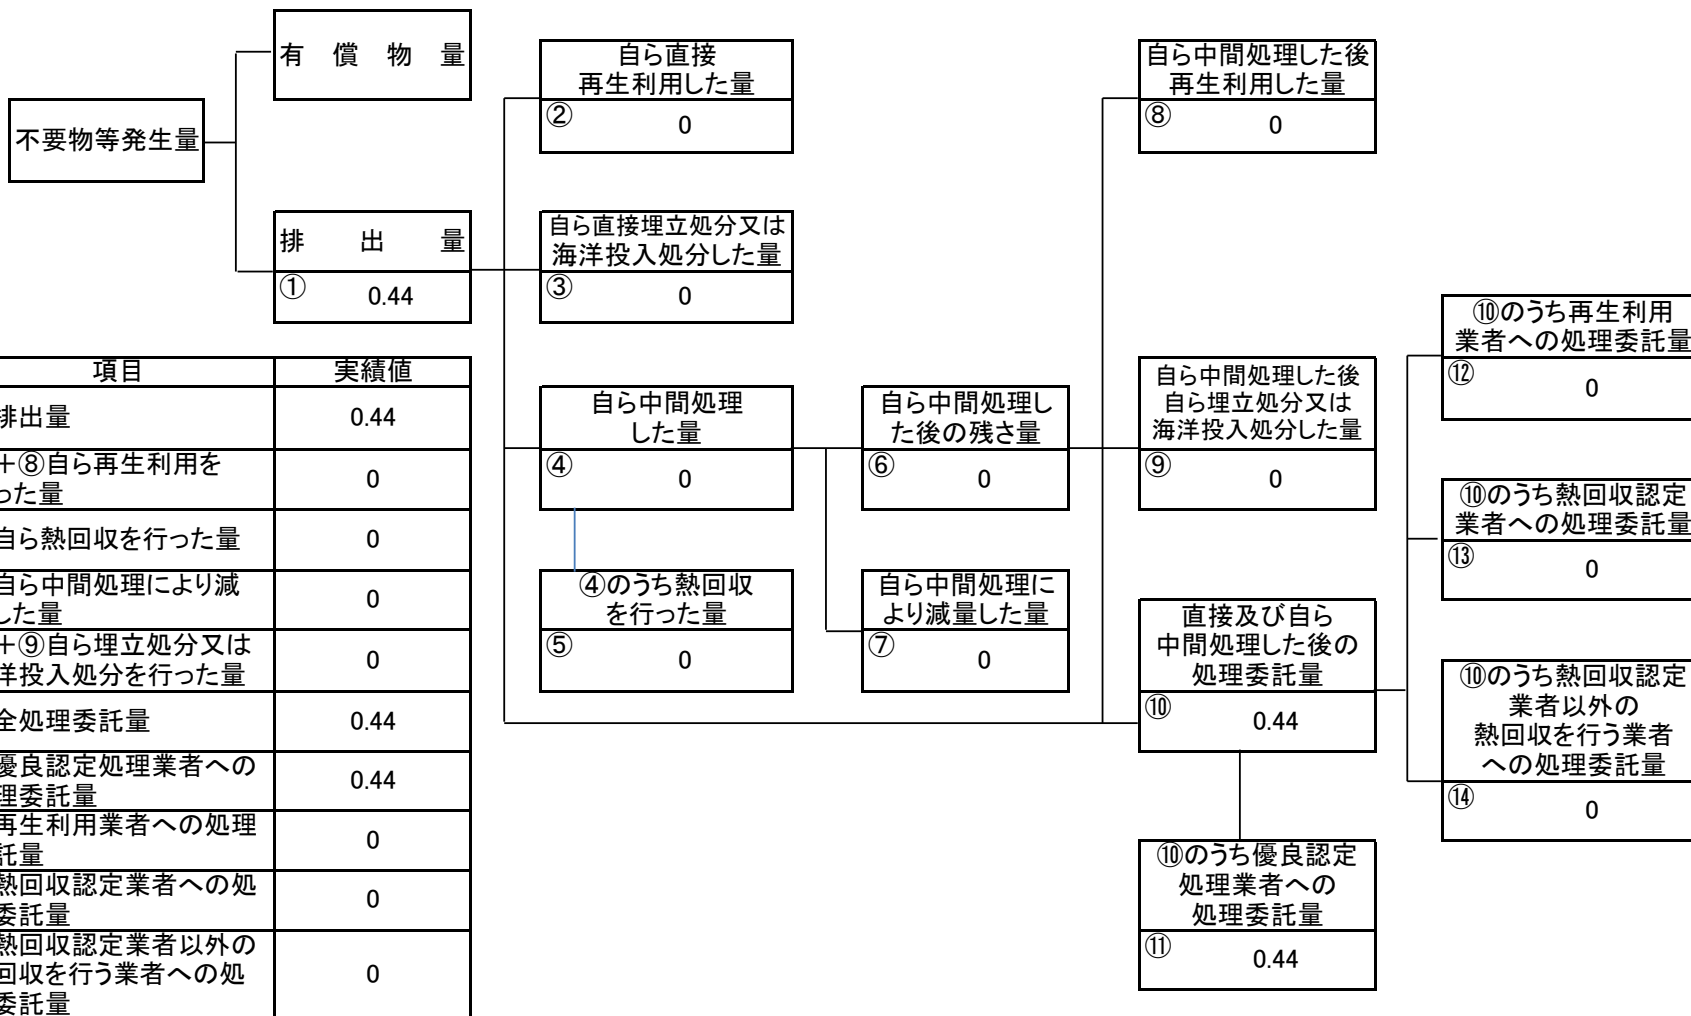 有償物量
不要物等発生量
排出量
①
0.44
自ら直接
再生利用した量
②
0
自ら直接埋立処分又は
海洋投入処分した量
③
0
自ら中間処理
した量
④
0
④のうち熱回収
を行った量
⑤
0
自ら中間処理し
た後の残さ量
⑥
0
自ら中間処理に
より減量した量
⑦
0
自ら中間処理した後
再生利用した量
⑧
0
自ら中間処理した後
自ら埋立処分又は
海洋投入処分した量
⑨
0
直接及び自ら
中間処理した後の
処理委託量
⑩
0.44
⑩のうち優良認定
処理業者への
処理委託量
⑪
0.44
⑩のうち再生利用
業者への処理委託量
⑫
0
⑩のうち熱回収認定
業者への処理委託量
⑬
0
⑩のうち熱回収認定
業者以外の
熱回収を行う業者
への処理委託量
⑭
0
項目 実績値
排出量 0.44
+⑧自ら再生利用を
った量
0
自ら熱回収を行った量 0
自ら中間処理により減
した量
0
+⑨自ら埋立処分又は
洋投入処分を行った量
0
全処理委託量 0.44
優良認定処理業者への
理委託量
0.44
再生利用業者への処理
託量
0
熱回収認定業者への処
委託量
0
熱回収認定業者以外の
回収を行う業者への処
委託量
0